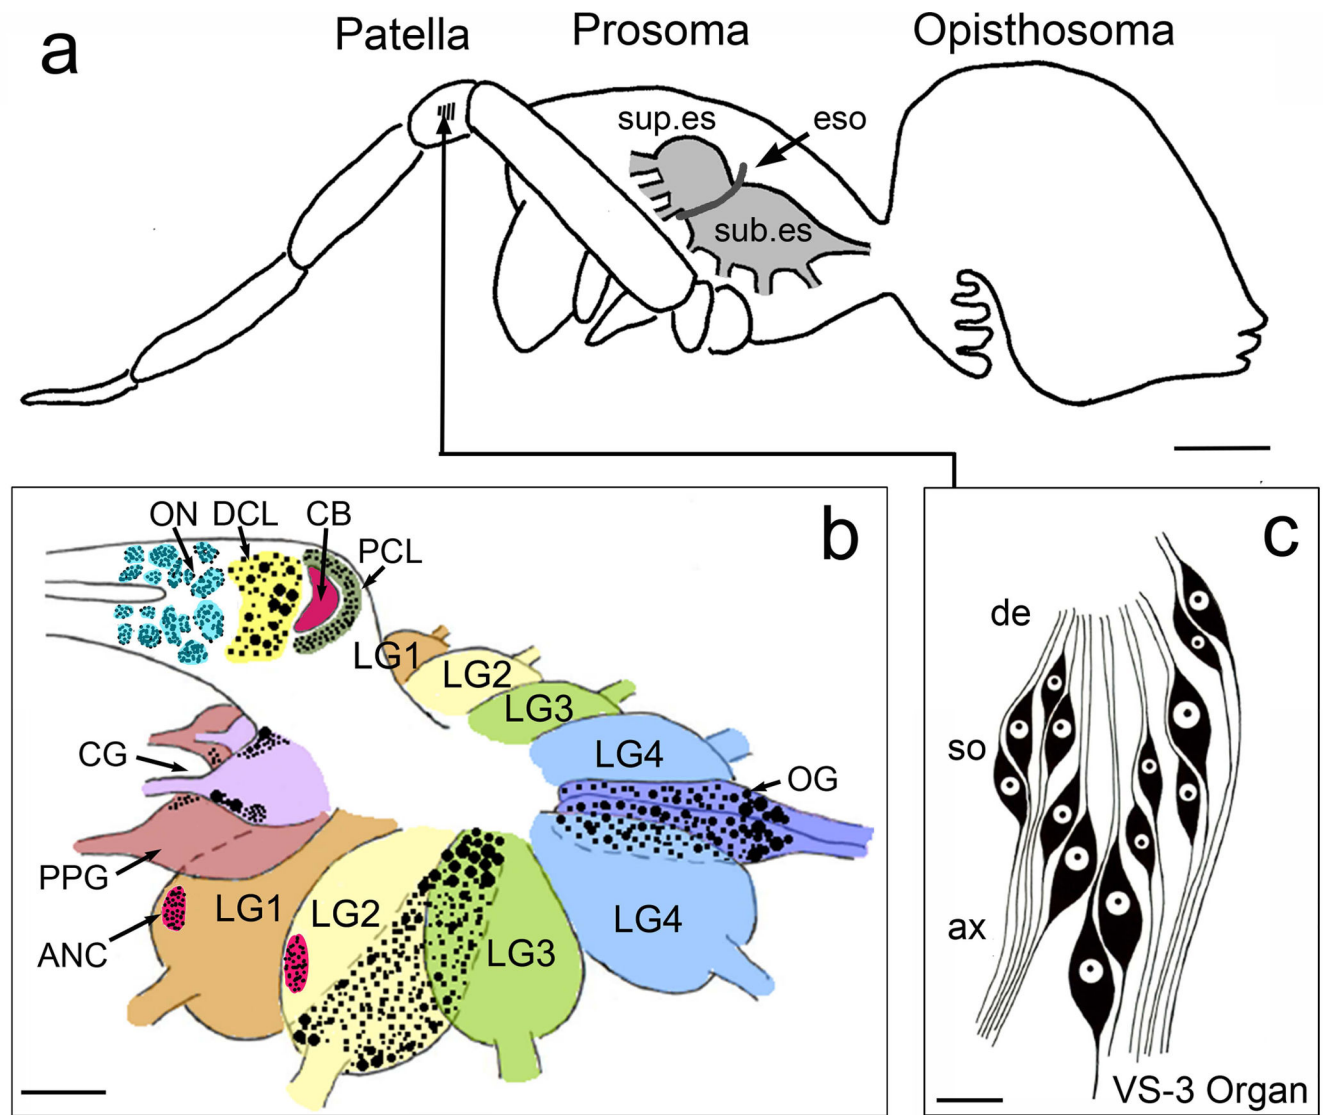 a
Patella
Prosoma
Opisthosoma
sup.es
eso
sub.es
b
ON
DCL
CB
PCL
LG1
LG2
LG3
LG4
OG
CG
PPG
ANC
LG1
LG2
LG3
LG4
c
de
so
ax
VS-3 Organ